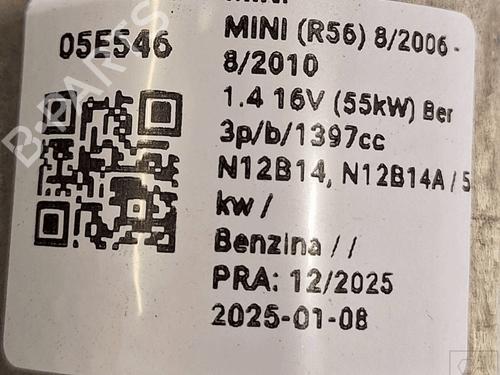 05E546
MINI (R56) 8/2006 -
8/2010
1.4 16V (55kW) Ber
3p/b/1397cc
N12B14, N12B14A / 5
kw /
Benzina / /
PRA: 12/2025
2025-01-08
B-PARTS